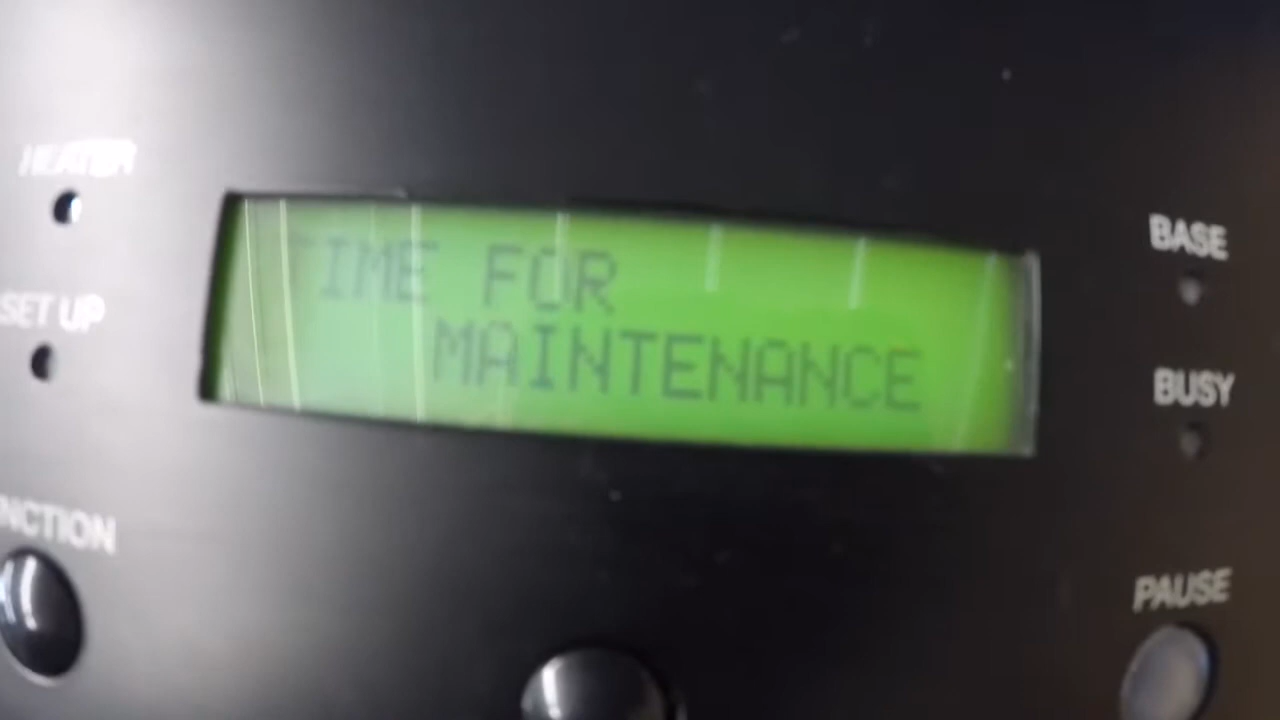 HEATER
SET UP
NCTION
TIME FOR
MAINTENANCE
BASE
BUSY
PAUSE